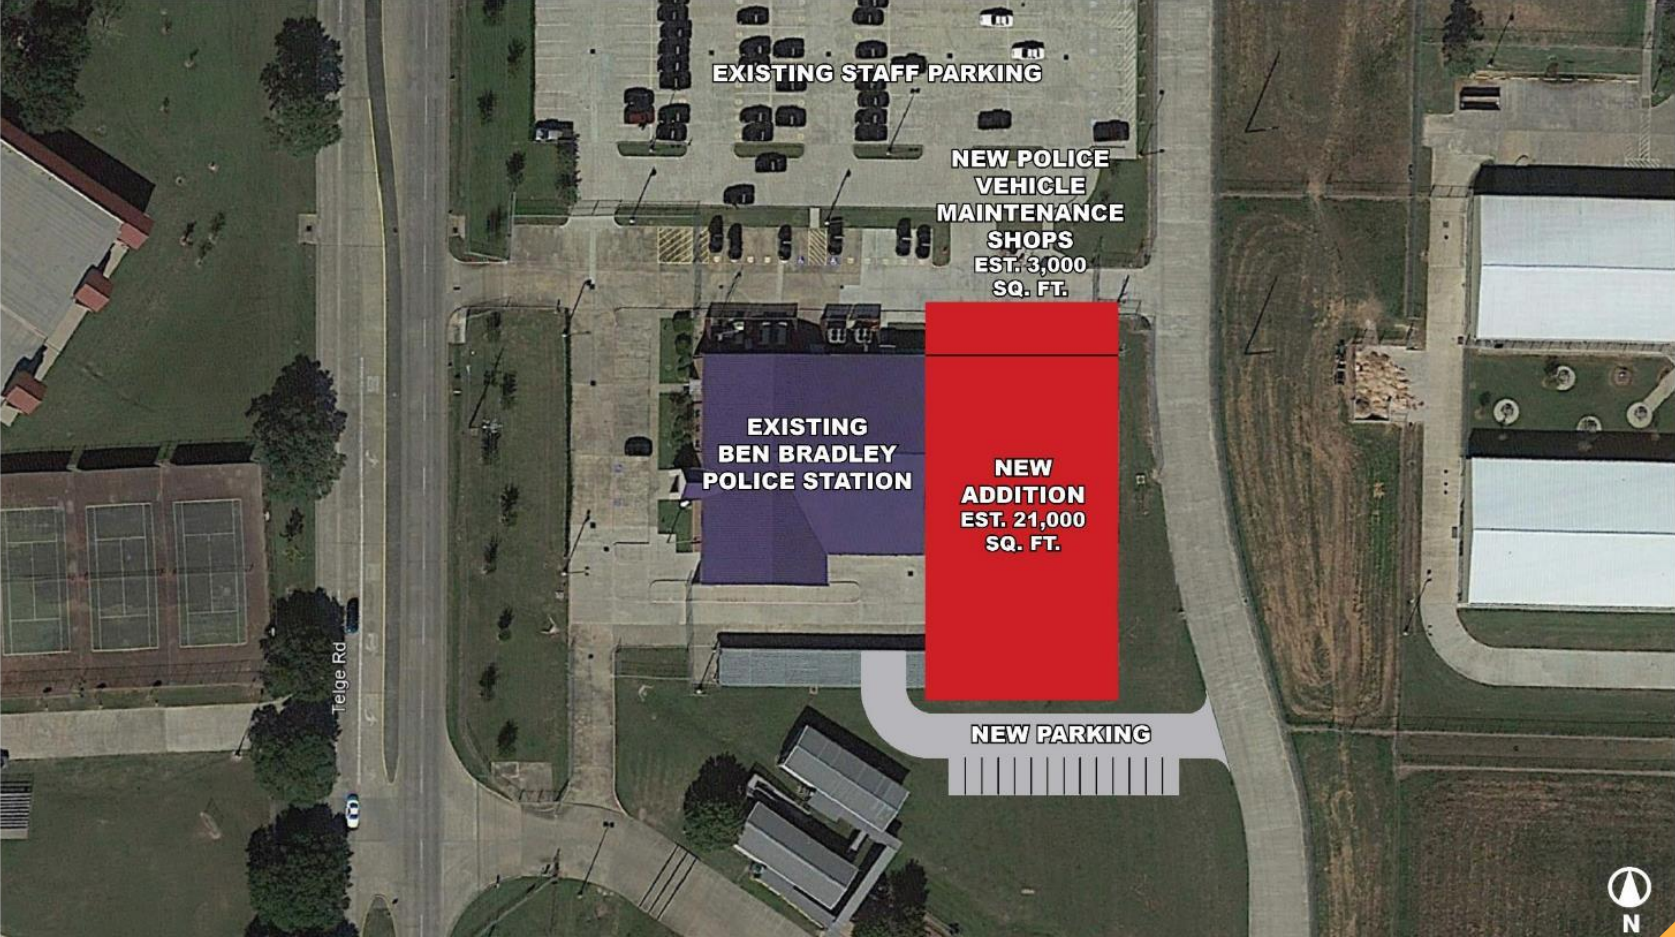 EXISTING STAFF PARKING
NEW POLICE
VEHICLE
MAINTENANCE
SHOPS
EST. 3,000
SQ. FT.
EXISTING
BEN BRADLEY
POLICE STATION
NEW
ADDITION
EST. 21,000
SQ. FT.
Telge Rd
NEW PARKING
N